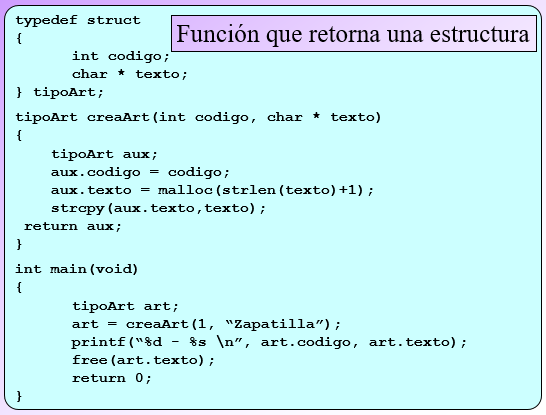 Función que retorna una estructura
typedef struct
{
int codigo;
char * texto;
} tipoArt;
tipoArt creaArt(int codigo, char * texto)
{
tipoArt aux;
aux.codigo = codigo;
aux.texto = malloc(strlen(texto)+1);
strcpy(aux.texto,texto);
return aux;
}
int main(void)
{
tipoArt art;
art = creaArt(1, “Zapatilla”);
printf(“%d - %s \n”, art.codigo, art.texto);
free(art.texto);
return 0;
}